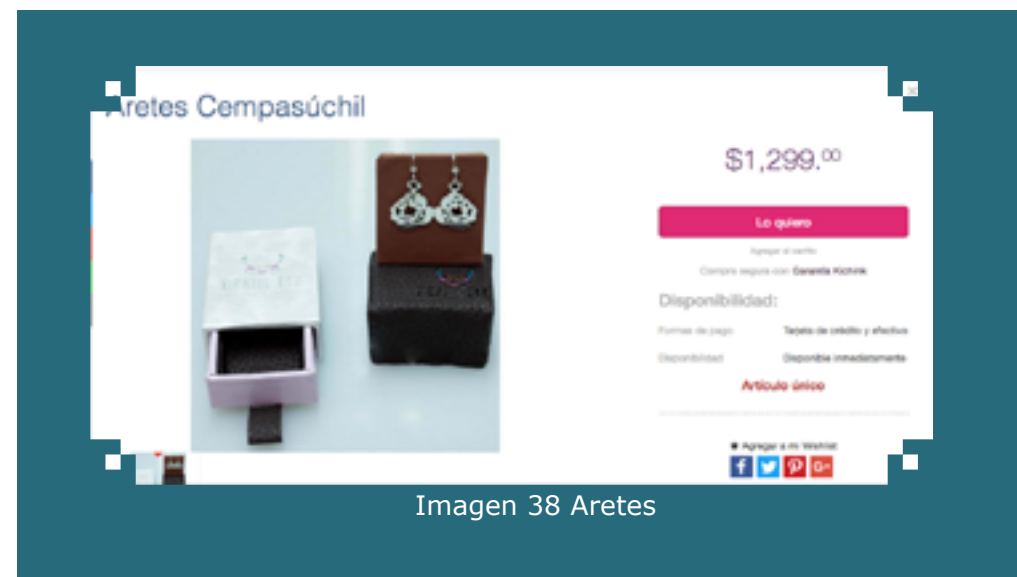 Aretes Cempasúchil
$1,299.00
Lo quiero
Agregar al carrito
Compra segura con Garantía Kichink
Disponibilidad:
Formas de pago Tarjeta de crédito y efectivo
Disponibilidad Disponible inmediatamente
Artículo único
Agregar a mi Wishlist
f G+
Imagen 38 Aretes